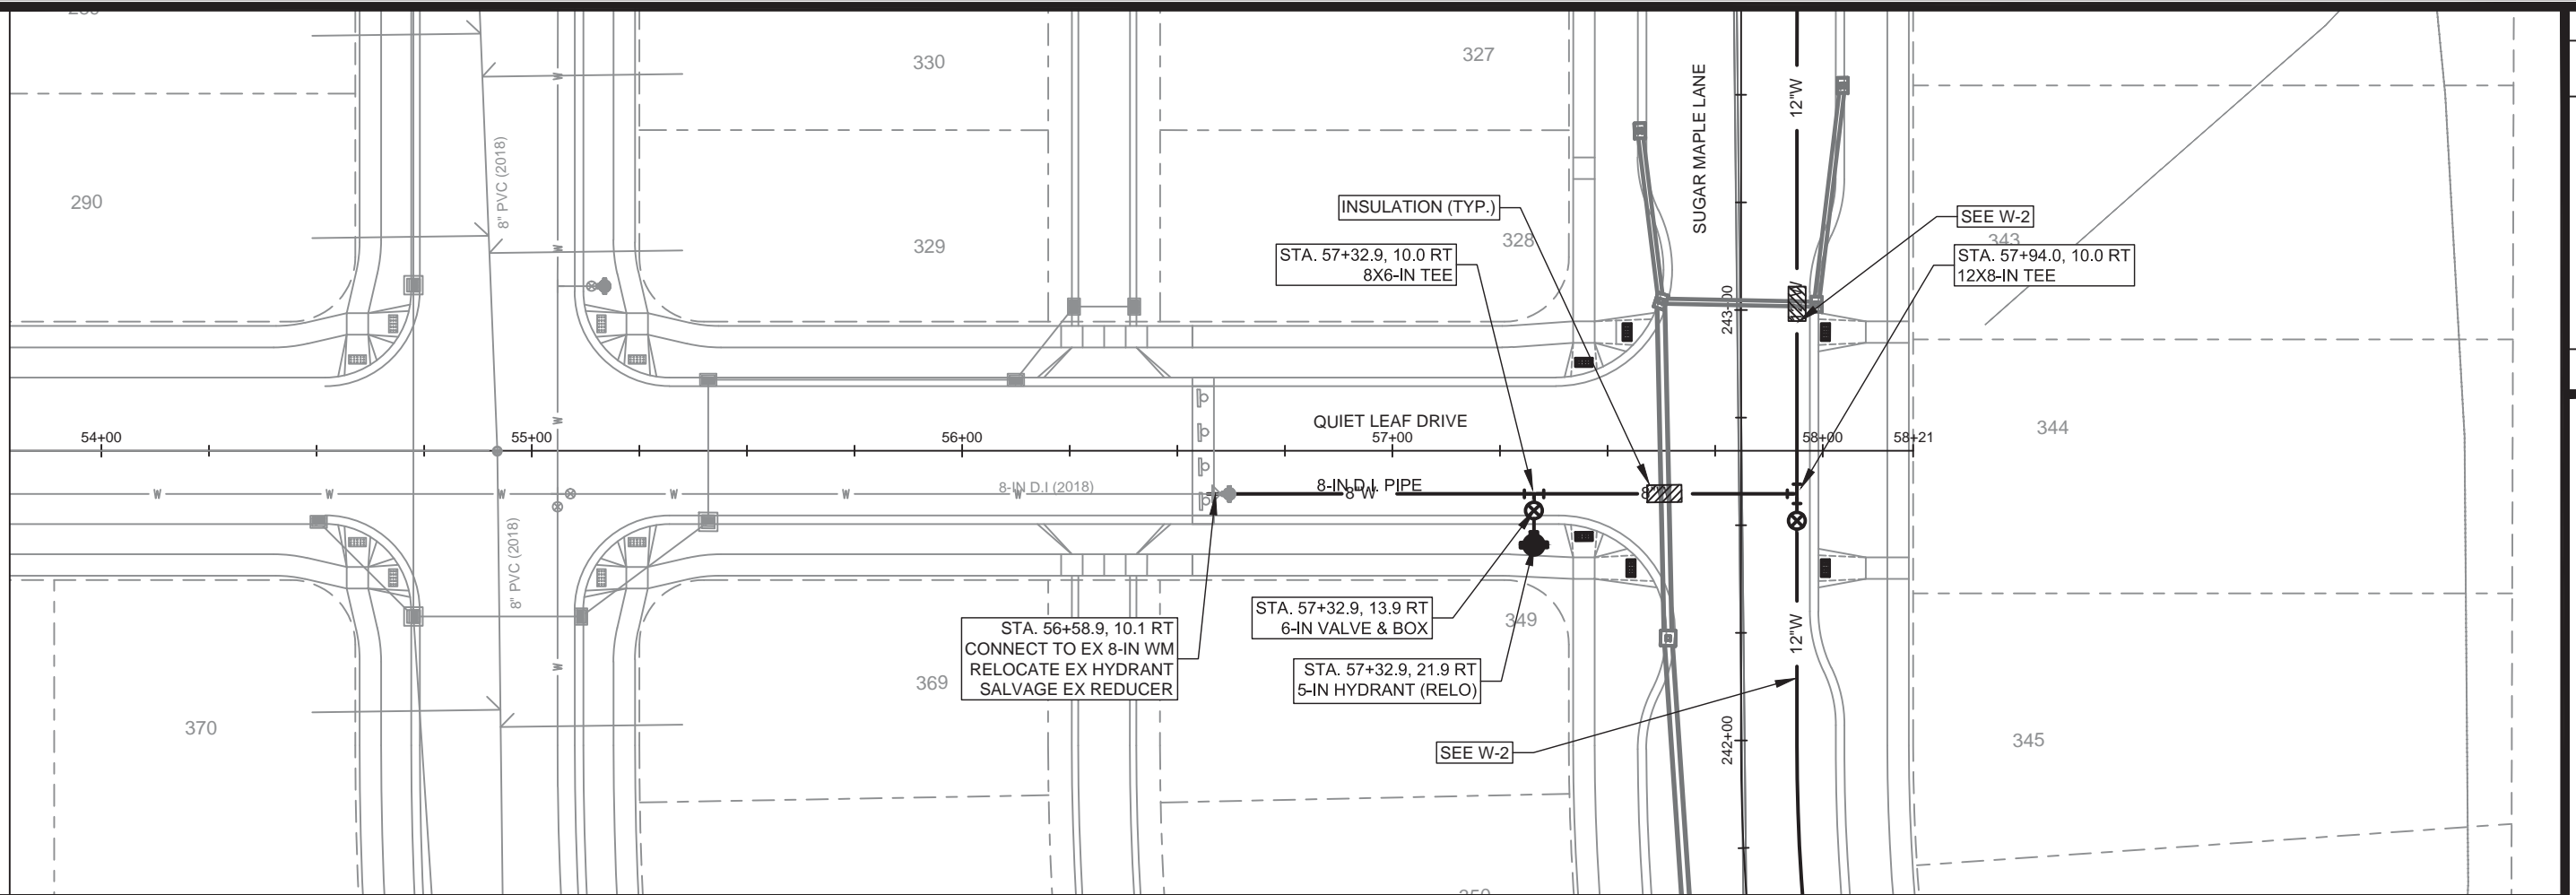 330
327
290
329
328
343
344
369
370
349
345
8" PVC (2018)
8" PVC (2018)
SUGAR MAPLE LANE
12"W
12"W
INSULATION (TYP.)
STA. 57+32.9, 10.0 RT
8X6-IN TEE
SEE W-2
STA. 57+94.0, 10.0 RT
12X8-IN TEE
243+00
QUIET LEAF DRIVE
54+00
55+00
56+00
57+00
58+00
58+21
W
W
W
W
W
W
W
W
W
W
8-IN D.I (2018)
8-IN D.I. PIPE
8"W
STA. 56+58.9, 10.1 RT
CONNECT TO EX 8-IN WM
RELOCATE EX HYDRANT
SALVAGE EX REDUCER
STA. 57+32.9, 13.9 RT
6-IN VALVE & BOX
STA. 57+32.9, 21.9 RT
5-IN HYDRANT (RELO)
SEE W-2
242+00